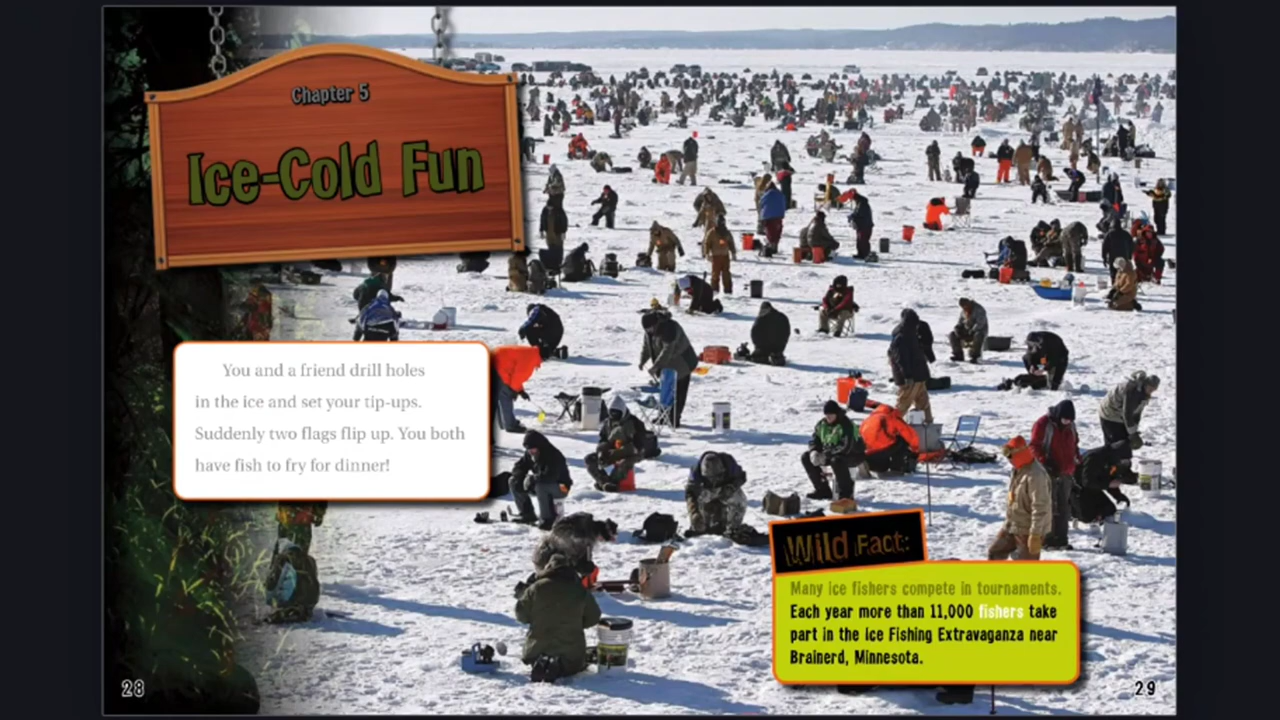 Chapter 5
Ice-Cold Fun
You and a friend drill holes
in the ice and set your tip-ups.
Suddenly two flags flip up. You both
have fish to fry for dinner!
Wild Fact:
Many ice fishers compete in tournaments.
Each year more than 11,000 fishers take
part in the Ice Fishing Extravaganza near
Brainerd, Minnesota.
28
29